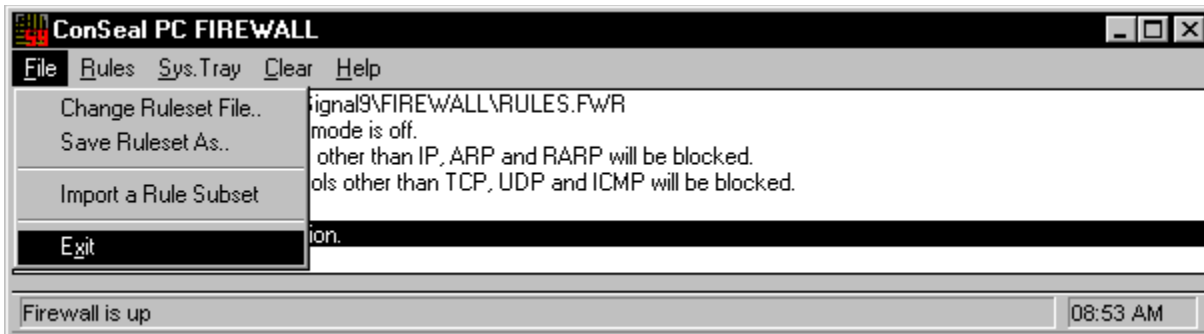 ConSeal PC FIREWALL
File Rules Sys.Tray Clear Help
Change Ruleset File..
Save Ruleset As..
Import a Rule Subset
Exit
ignal9\FIREWALL\RULES.FWR
mode is off.
other than IP, ARP and RARP will be blocked.
ols other than TCP, UDP and ICMP will be blocked.
ion.
Firewall is up
08:53 AM